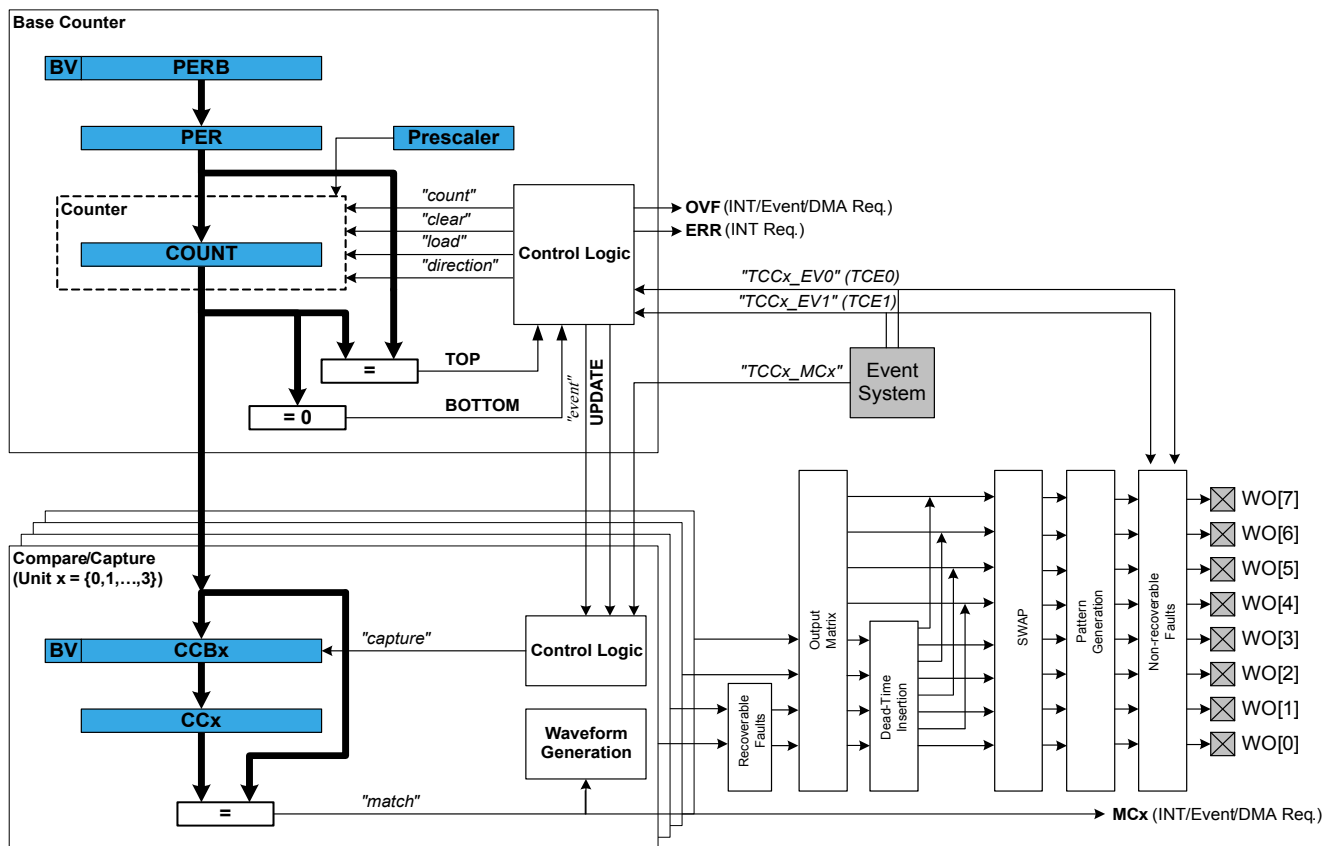 Base Counter
BV PERB
PER
Prescaler
Counter
COUNT
"count"
"clear"
"load"
"direction"
Control Logic
OVF (INT/Event/DMA Req.)
ERR (INT Req.)
"TCCx_EV0" (TCE0)
"TCCx_EV1" (TCE1)
"TCCx_MCx"
Event
System
=
TOP
= 0
BOTTOM
"event"
UPDATE
Compare/Capture
(Unit x = {0,1,…,3})
BV CCBx
"capture"
Control Logic
CCx
Waveform
Generation
=
"match"
Recoverable
Faults
Output
Matrix
Dead-Time
Insertion
SWAP
Pattern
Generation
Non-recoverable
Faults
WO[7]
WO[6]
WO[5]
WO[4]
WO[3]
WO[2]
WO[1]
WO[0]
MCx (INT/Event/DMA Req.)